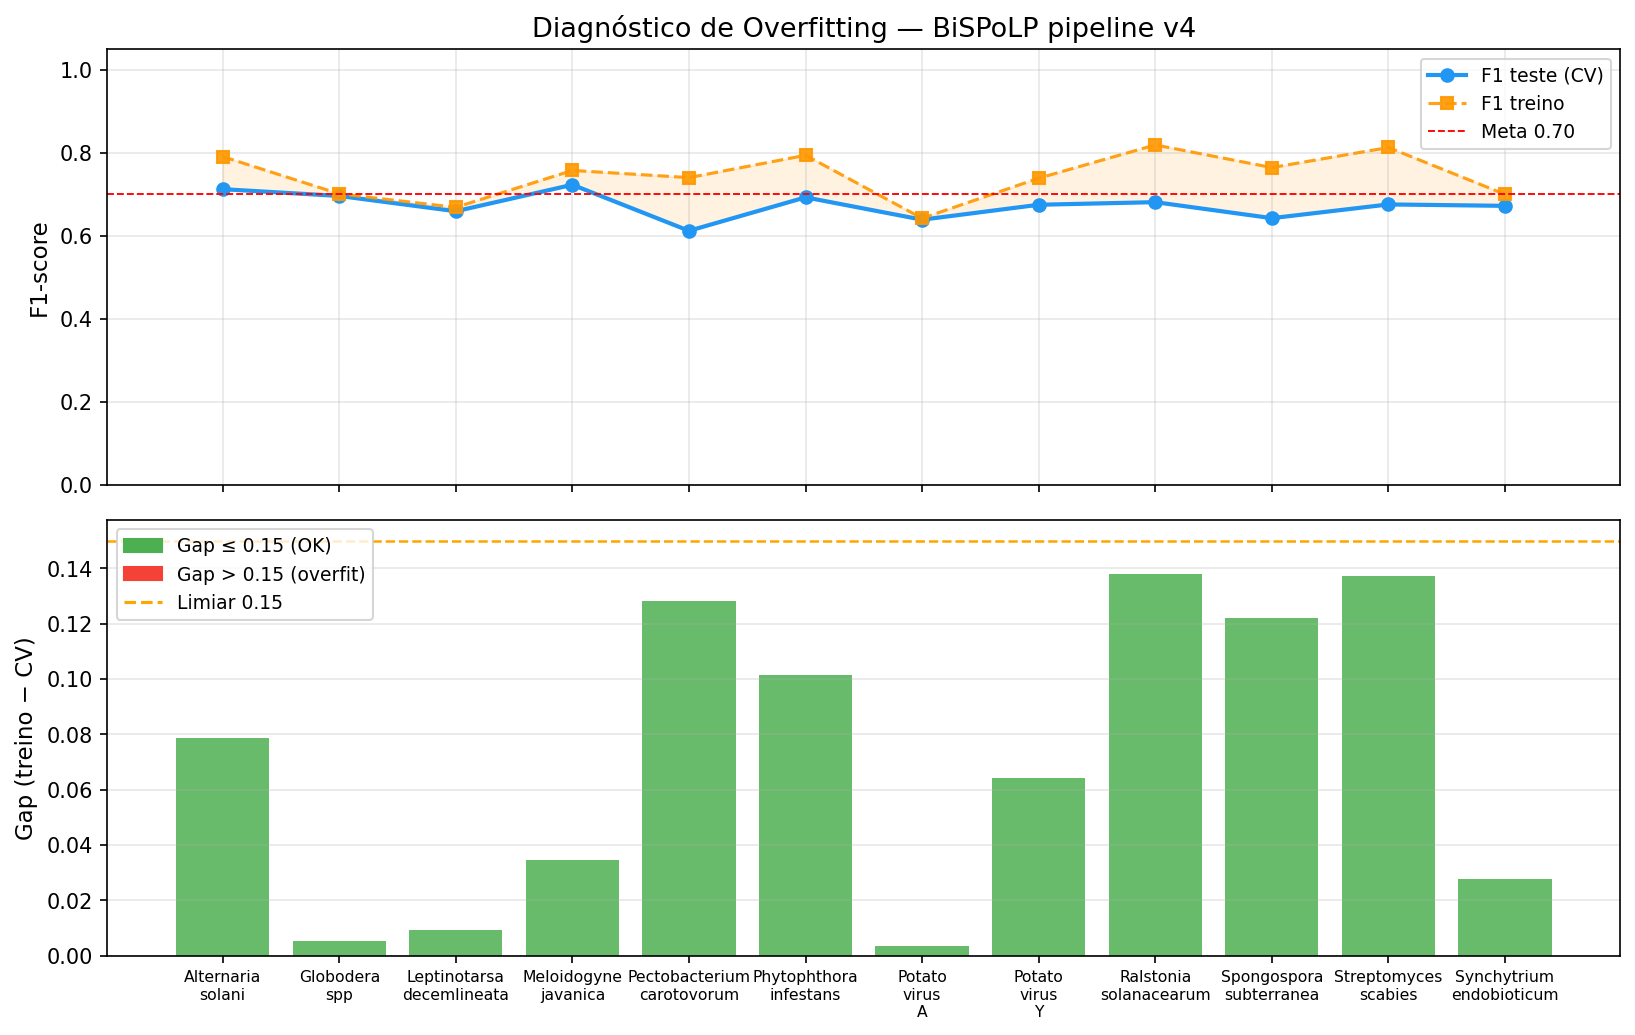 Diagnóstico de Overfitting — BiSPoLP pipeline v4
F1-score
1.0
0.8
0.6
0.4
0.2
0.0
F1 teste (CV)
F1 treino
Meta 0.70
Gap (treino − CV)
0.14
0.12
0.10
0.08
0.06
0.04
0.02
0.00
Gap ≤ 0.15 (OK)
Gap > 0.15 (overfit)
Limiar 0.15
Alternaria
solani
Globodera
spp
Leptinotarsa
decemlineata
Meloidogyne
javanica
Pectobacterium
carotovorum
Phytophthora
infestans
Potato
virus
A
Potato
virus
Y
Ralstonia
solanacearum
Spongospora
subterranea
Streptomyces
scabies
Synchytrium
endobioticum